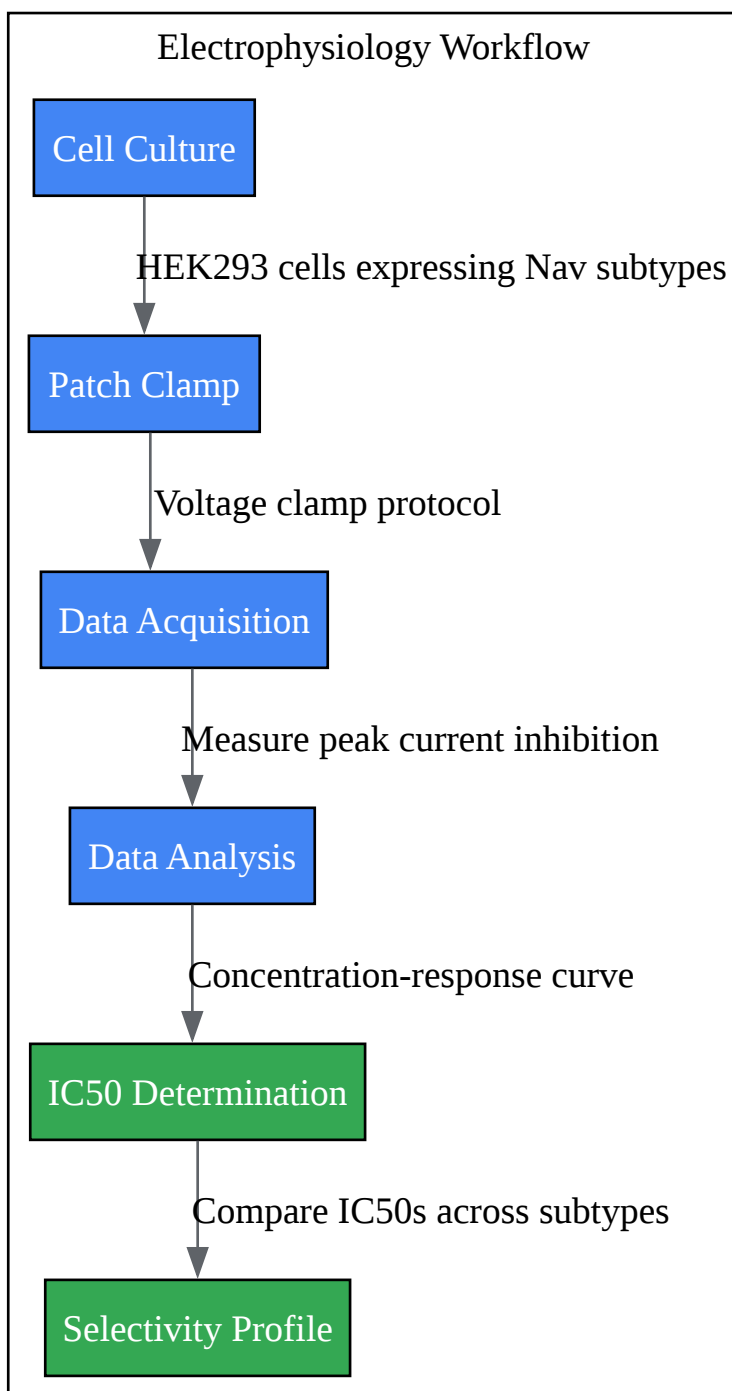 Electrophysiology Workflow
Cell Culture
HEK293 cells expressing Nav subtypes
Patch Clamp
Voltage clamp protocol
Data Acquisition
Measure peak current inhibition
Data Analysis
Concentration-response curve
IC50 Determination
Compare IC50s across subtypes
Selectivity Profile